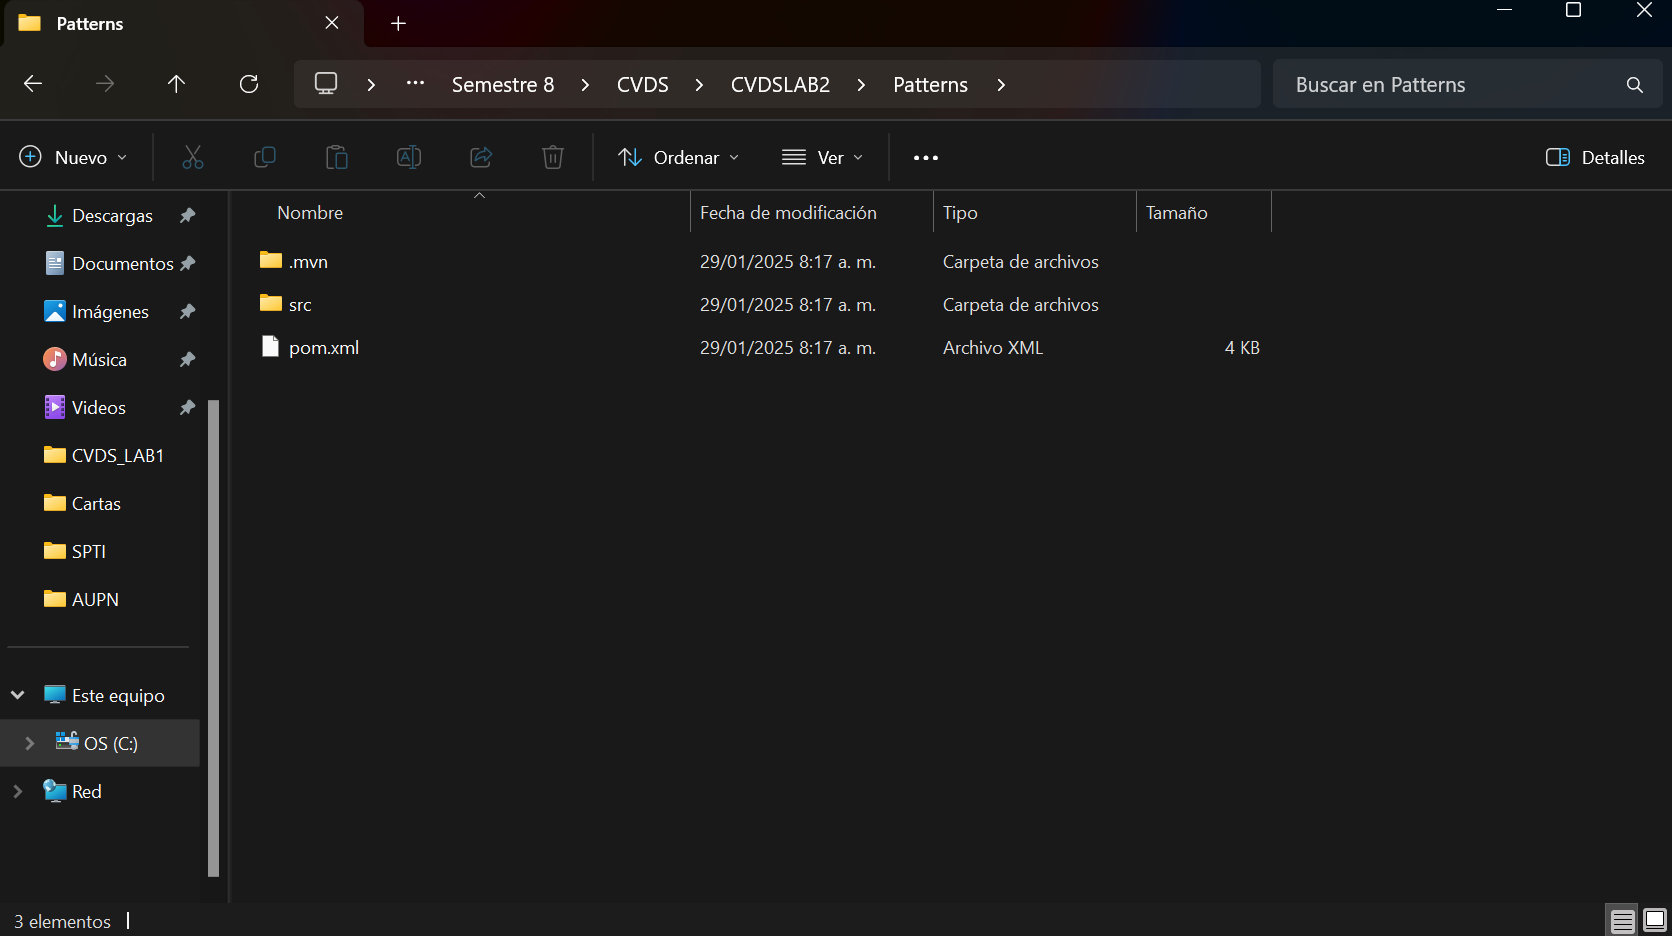 Patterns
Semestre 8 CVDS CVDSLAB2 Patterns Buscar en Patterns
Nuevo Ordenar Ver Detalles
Nombre Fecha de modificación Tipo Tamaño
.mvn 29/01/2025 8:17 a. m. Carpeta de archivos
src 29/01/2025 8:17 a. m. Carpeta de archivos
pom.xml 29/01/2025 8:17 a. m. Archivo XML 4 KB
Descargas
Documentos
Imágenes
Música
Videos
CVDS_LAB1
Cartas
SPTI
AUPN
Este equipo
OS (C:)
Red
3 elementos